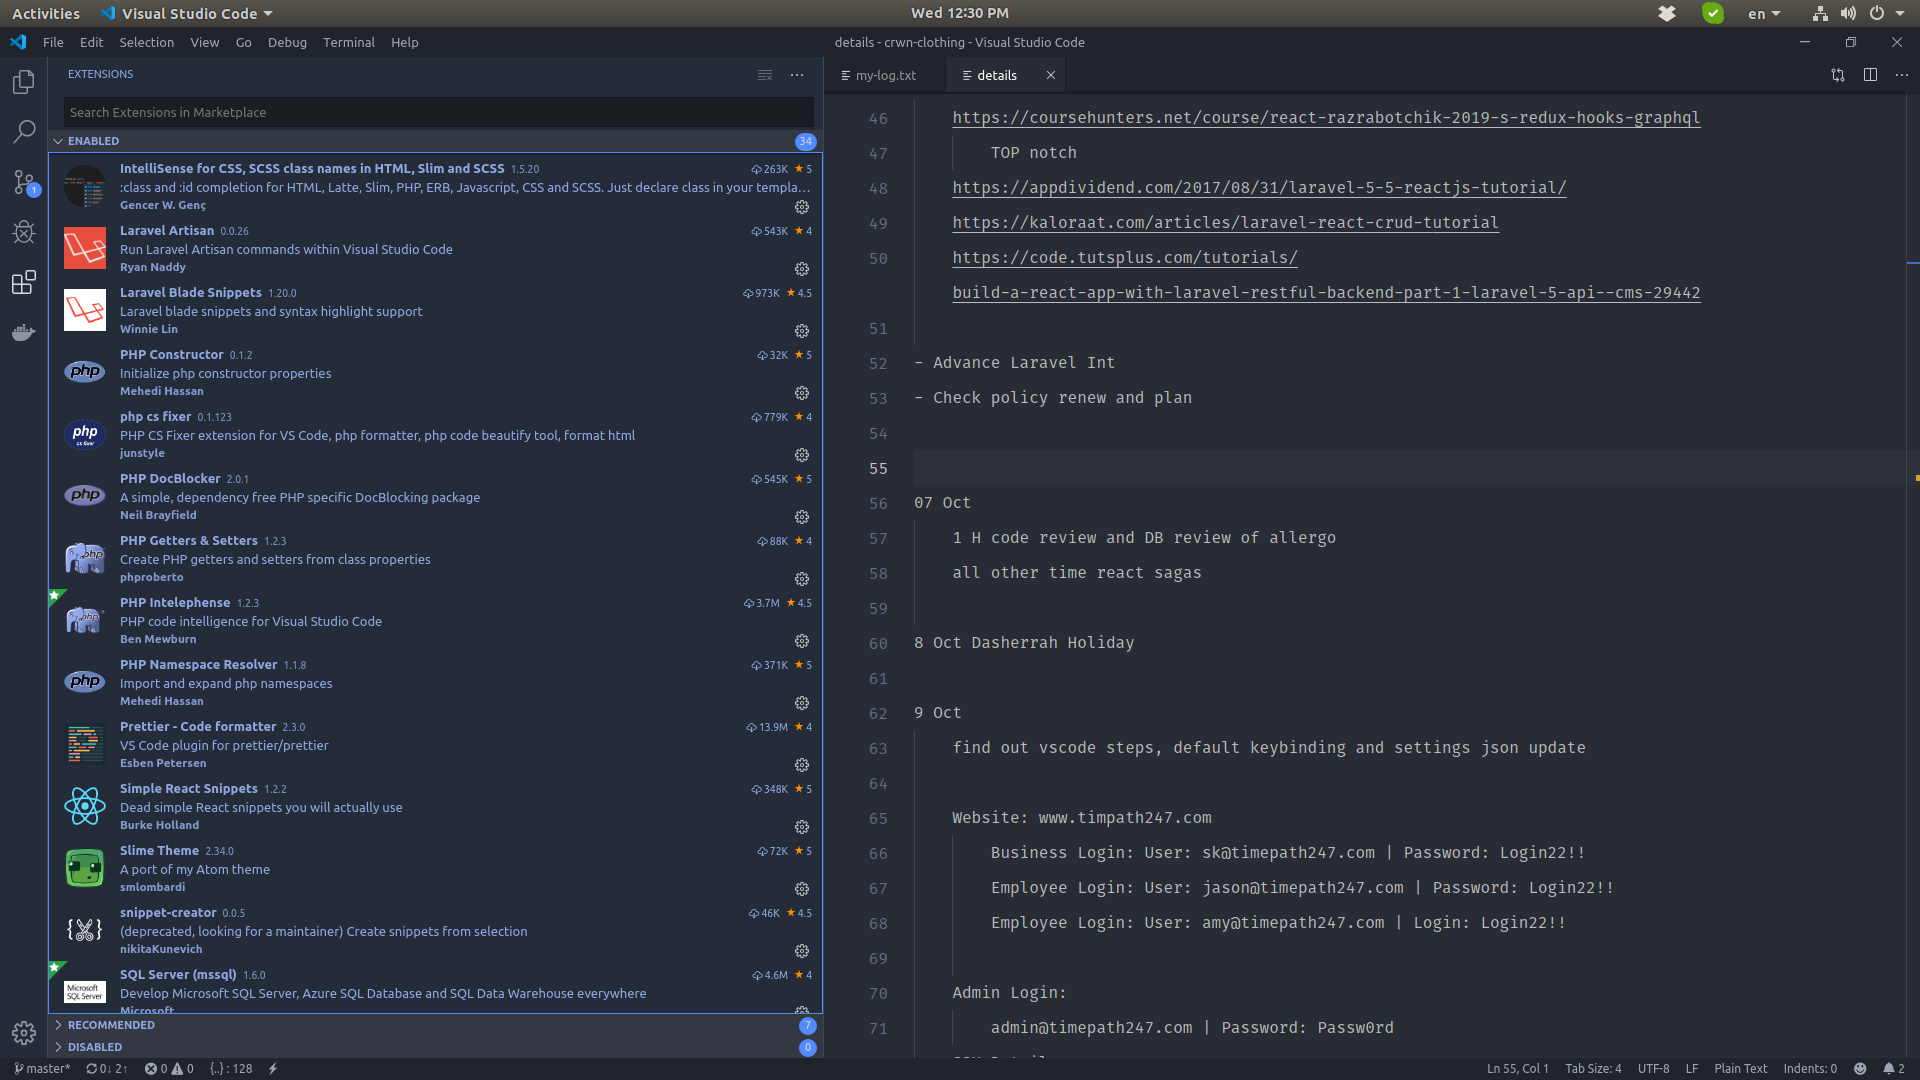 Activities Visual Studio Code Wed 12:30 PM en
File Edit Selection View Go Debug Terminal Help details - crwn-clothing - Visual Studio Code
EXTENSIONS
Search Extensions in Marketplace
ENABLED 34
IntelliSense for CSS, SCSS class names in HTML, Slim and SCSS 1.5.20 263K ★ 5
:class and :id completion for HTML, Latte, Slim, PHP, ERB, Javascript, CSS and SCSS. Just declare class in your templa...
Gencer W. Genç
Laravel Artisan 0.0.26 543K ★ 4
Run Laravel Artisan commands within Visual Studio Code
Ryan Naddy
Laravel Blade Snippets 1.20.0 973K ★ 4.5
Laravel blade snippets and syntax highlight support
Winnie Lin
php
PHP Constructor 0.1.2 32K ★ 5
Initialize php constructor properties
Mehedi Hassan
php cs fixer
php cs fixer 0.1.123 779K ★ 4
PHP CS Fixer extension for VS Code, php formatter, php code beautify tool, format html
junstyle
php
PHP DocBlocker 2.0.1 545K ★ 5
A simple, dependency free PHP specific DocBlocking package
Neil Brayfield
php
PHP Getters & Setters 1.2.3 88K ★ 4
Create PHP getters and setters from class properties
phproberto
php
PHP Intelephense 1.2.3 3.7M ★ 4.5
PHP code intelligence for Visual Studio Code
Ben Mewburn
php
PHP Namespace Resolver 1.1.8 371K ★ 5
Import and expand php namespaces
Mehedi Hassan
Prettier - Code formatter 2.3.0 13.9M ★ 4
VS Code plugin for prettier/prettier
Esben Petersen
Simple React Snippets 1.2.2 348K ★ 5
Dead simple React snippets you will actually use
Burke Holland
Slime Theme 2.34.0 72K ★ 5
A port of my Atom theme
smlombardi
snippet-creator 0.0.5 46K ★ 4.5
(deprecated, looking for a maintainer) Create snippets from selection
nikitaKunevich
Microsoft SQL Server
SQL Server (mssql) 1.6.0 4.6M ★ 4
Develop Microsoft SQL Server, Azure SQL Database and SQL Data Warehouse everywhere
Microsoft
RECOMMENDED 7
DISABLED 0
my-log.txt details
46 https://coursehunters.net/course/react-razrabotchik-2019-s-redux-hooks-graphql
47 TOP notch
48 https://appdividend.com/2017/08/31/laravel-5-5-reactjs-tutorial/
49 https://kaloraat.com/articles/laravel-react-crud-tutorial
50 https://code.tutsplus.com/tutorials/
build-a-react-app-with-laravel-restful-backend-part-1-laravel-5-api--cms-29442
51
52 - Advance Laravel Int
53 - Check policy renew and plan
54
55
56 07 Oct
57 1 H code review and DB review of allergo
58 all other time react sagas
59
60 8 Oct Dasherrah Holiday
61
62 9 Oct
63 find out vscode steps, default keybinding and settings json update
64
65 Website: www.timpath247.com
66 Business Login: User: sk@timepath247.com | Password: Login22!!
67 Employee Login: User: jason@timepath247.com | Password: Login22!!
68 Employee Login: User: amy@timepath247.com | Login: Login22!!
69
70 Admin Login:
71 admin@timepath247.com | Password: Passw0rd
1
master* 0↓ 2↑ 0 0 {..} : 128 Ln 55, Col 1 Tab Size: 4 UTF-8 LF Plain Text Indents: 0 2